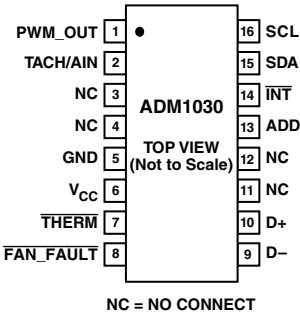 PWM_OUT 1 16 SCL
TACH/AIN 2 15 SDA
NC 3 14 INT
ADM1030
NC 4 13 ADD
TOP VIEW
GND 5 (Not to Scale) 12 NC
VCC 6 11 NC
THERM 7 10 D+
FAN_FAULT 8 9 D–
NC = NO CONNECT